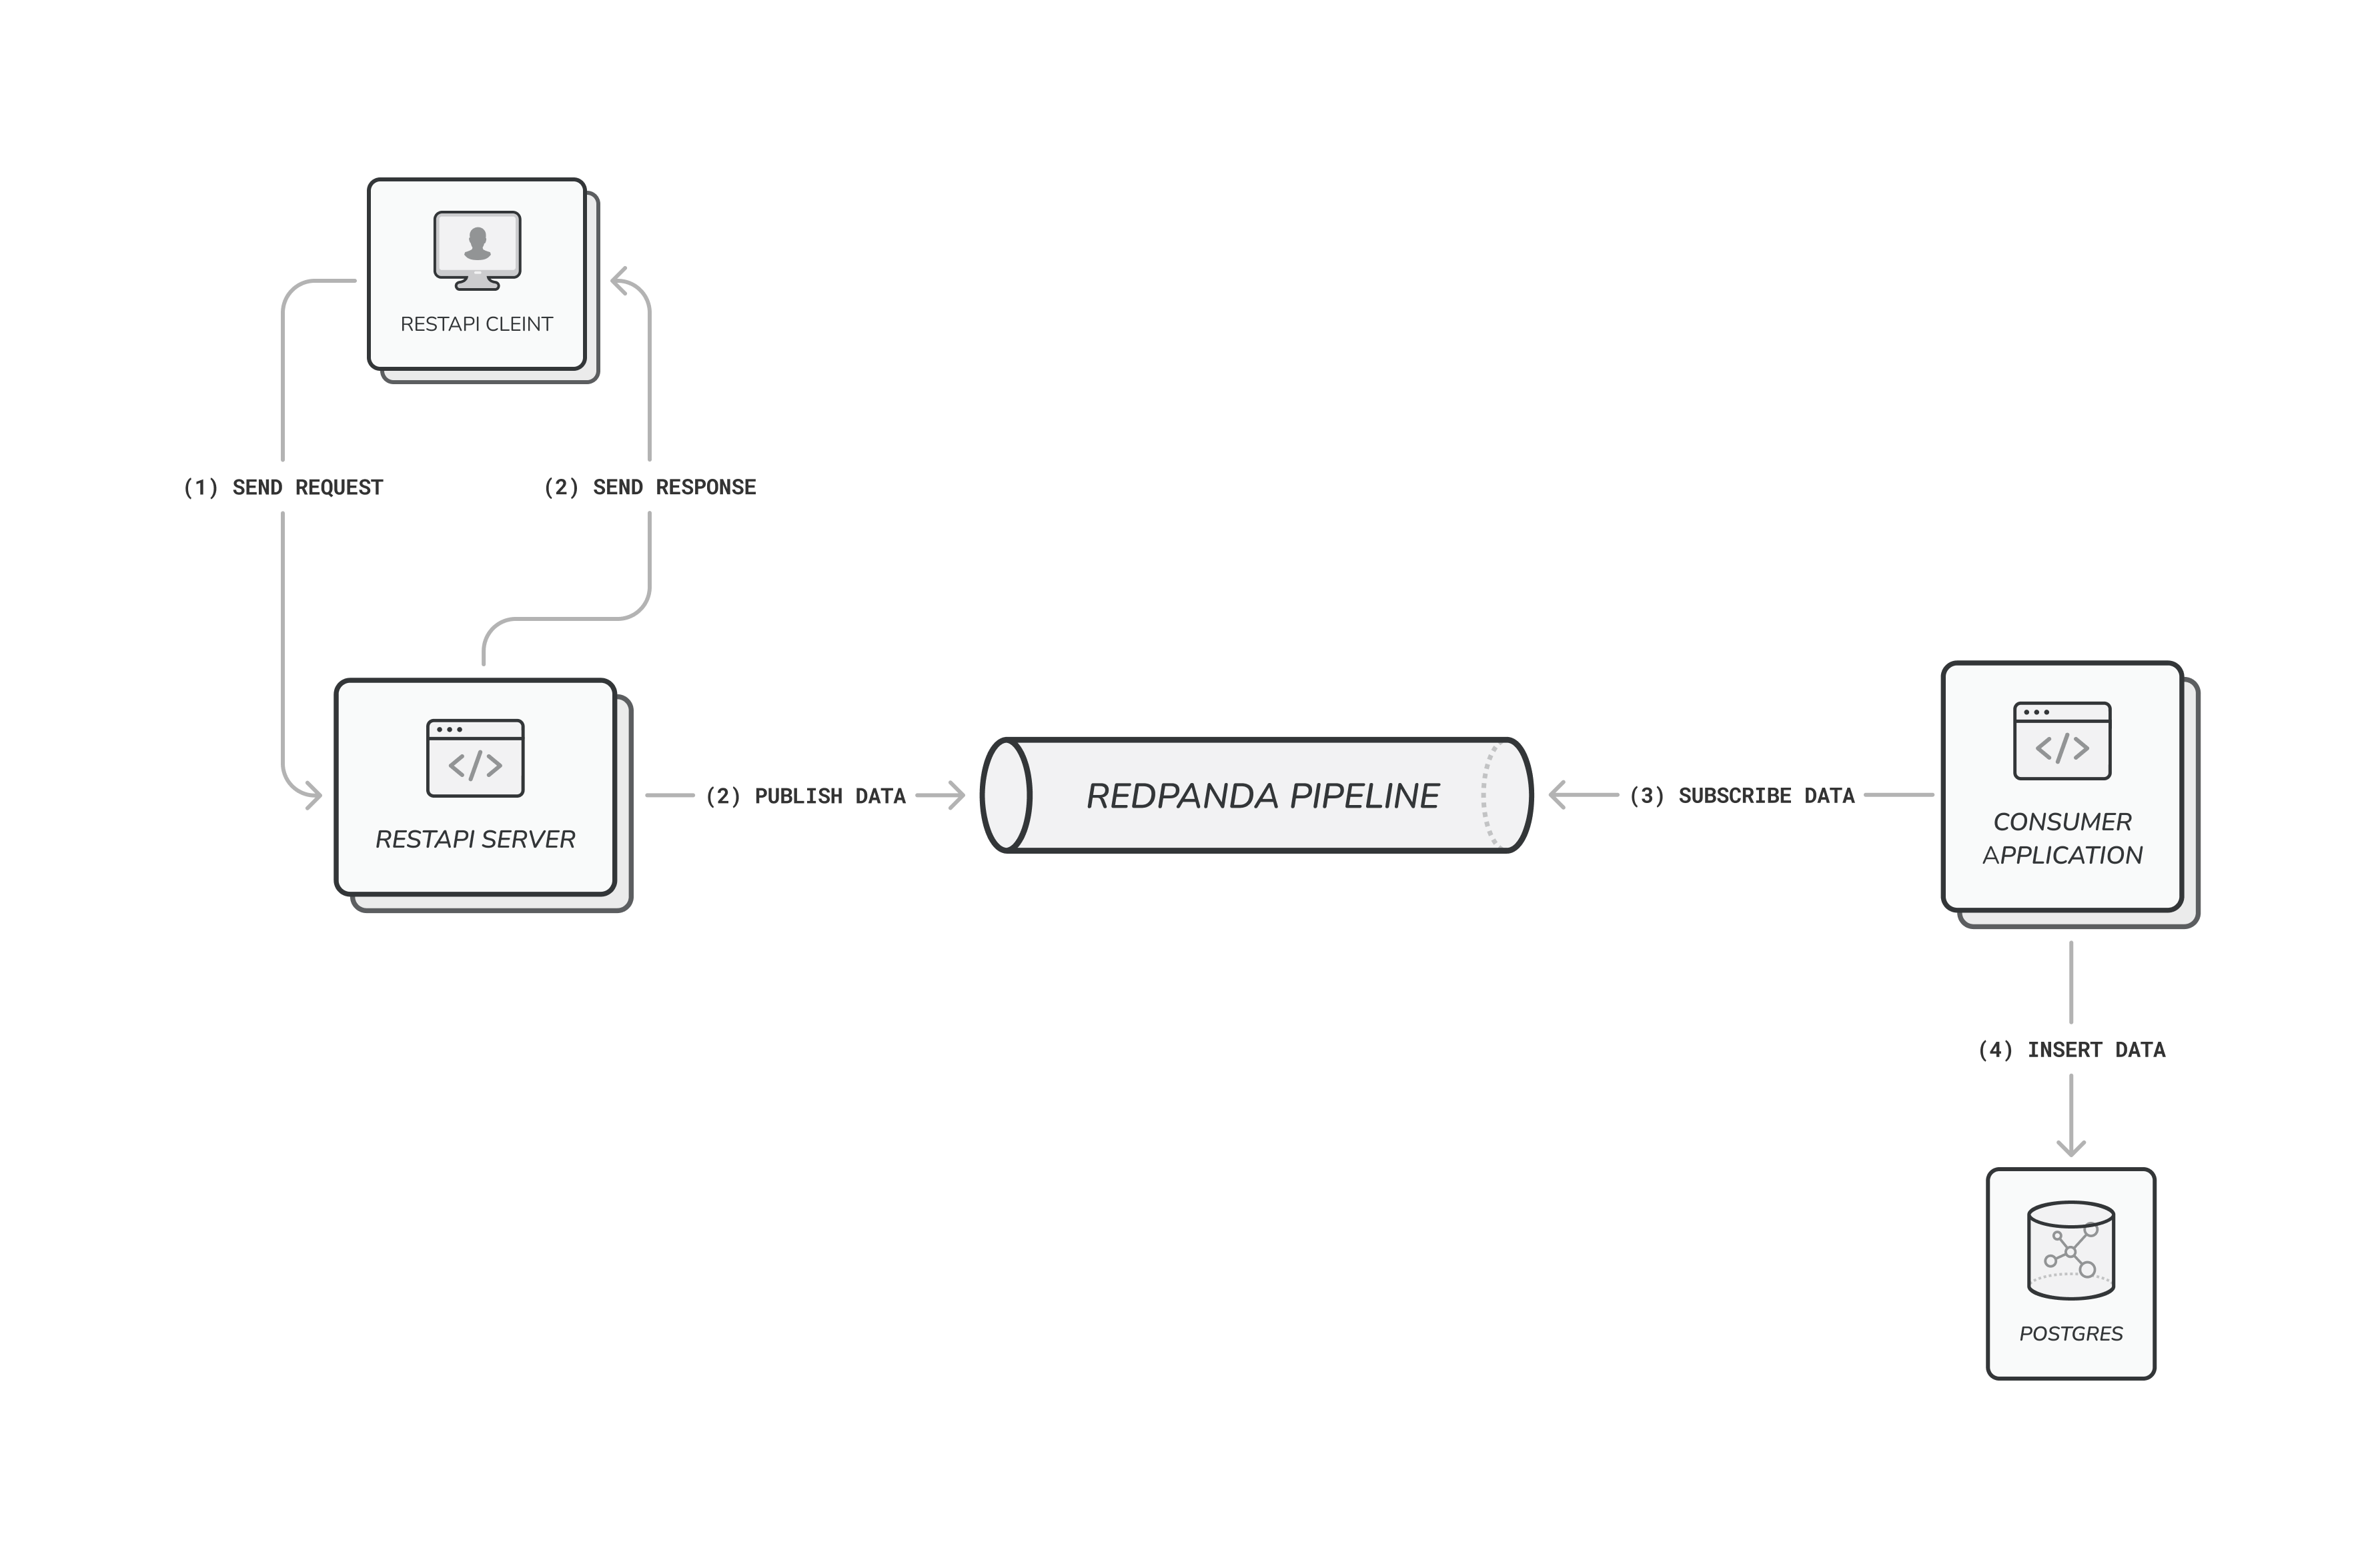 RESTAPI CLEINT
(1) SEND REQUEST
(2) SEND RESPONSE
RESTAPI SERVER
(2) PUBLISH DATA
REDPANDA PIPELINE
(3) SUBSCRIBE DATA
CONSUMER
APPLICATION
(4) INSERT DATA
POSTGRES